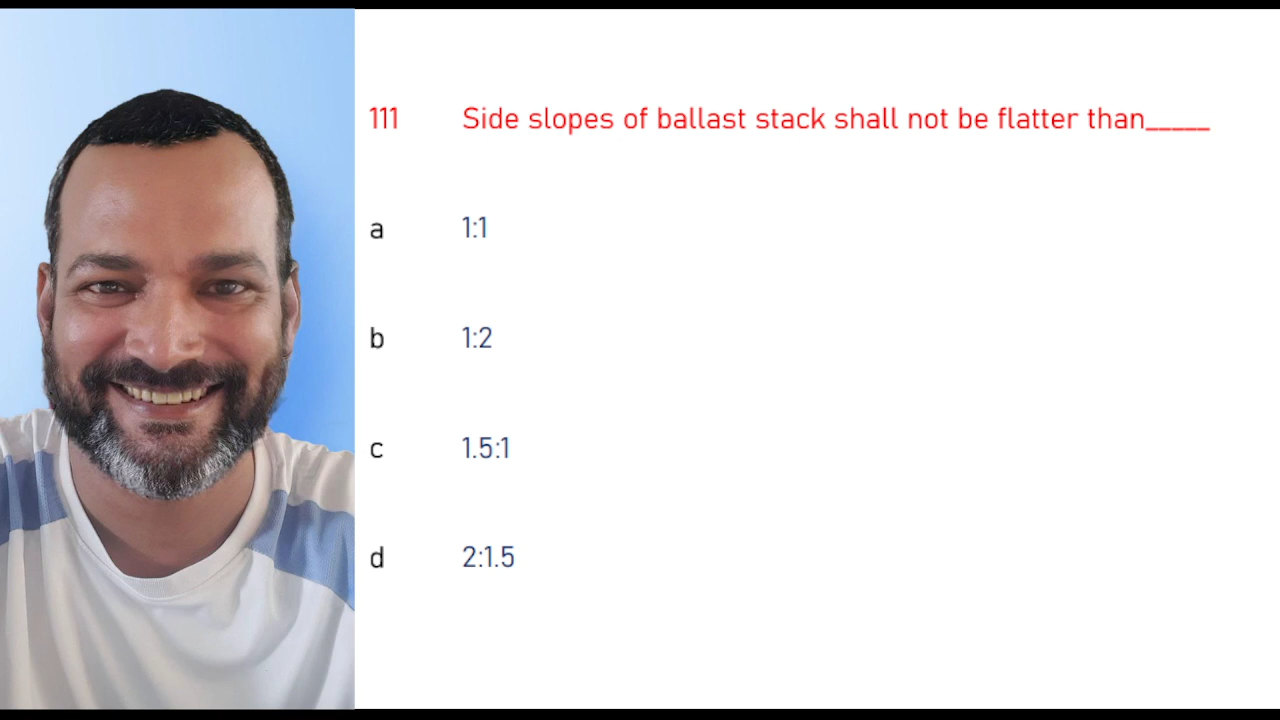 111 Side slopes of ballast stack shall not be flatter than_____
a 1:1
b 1:2
c 1.5:1
d 2:1.5